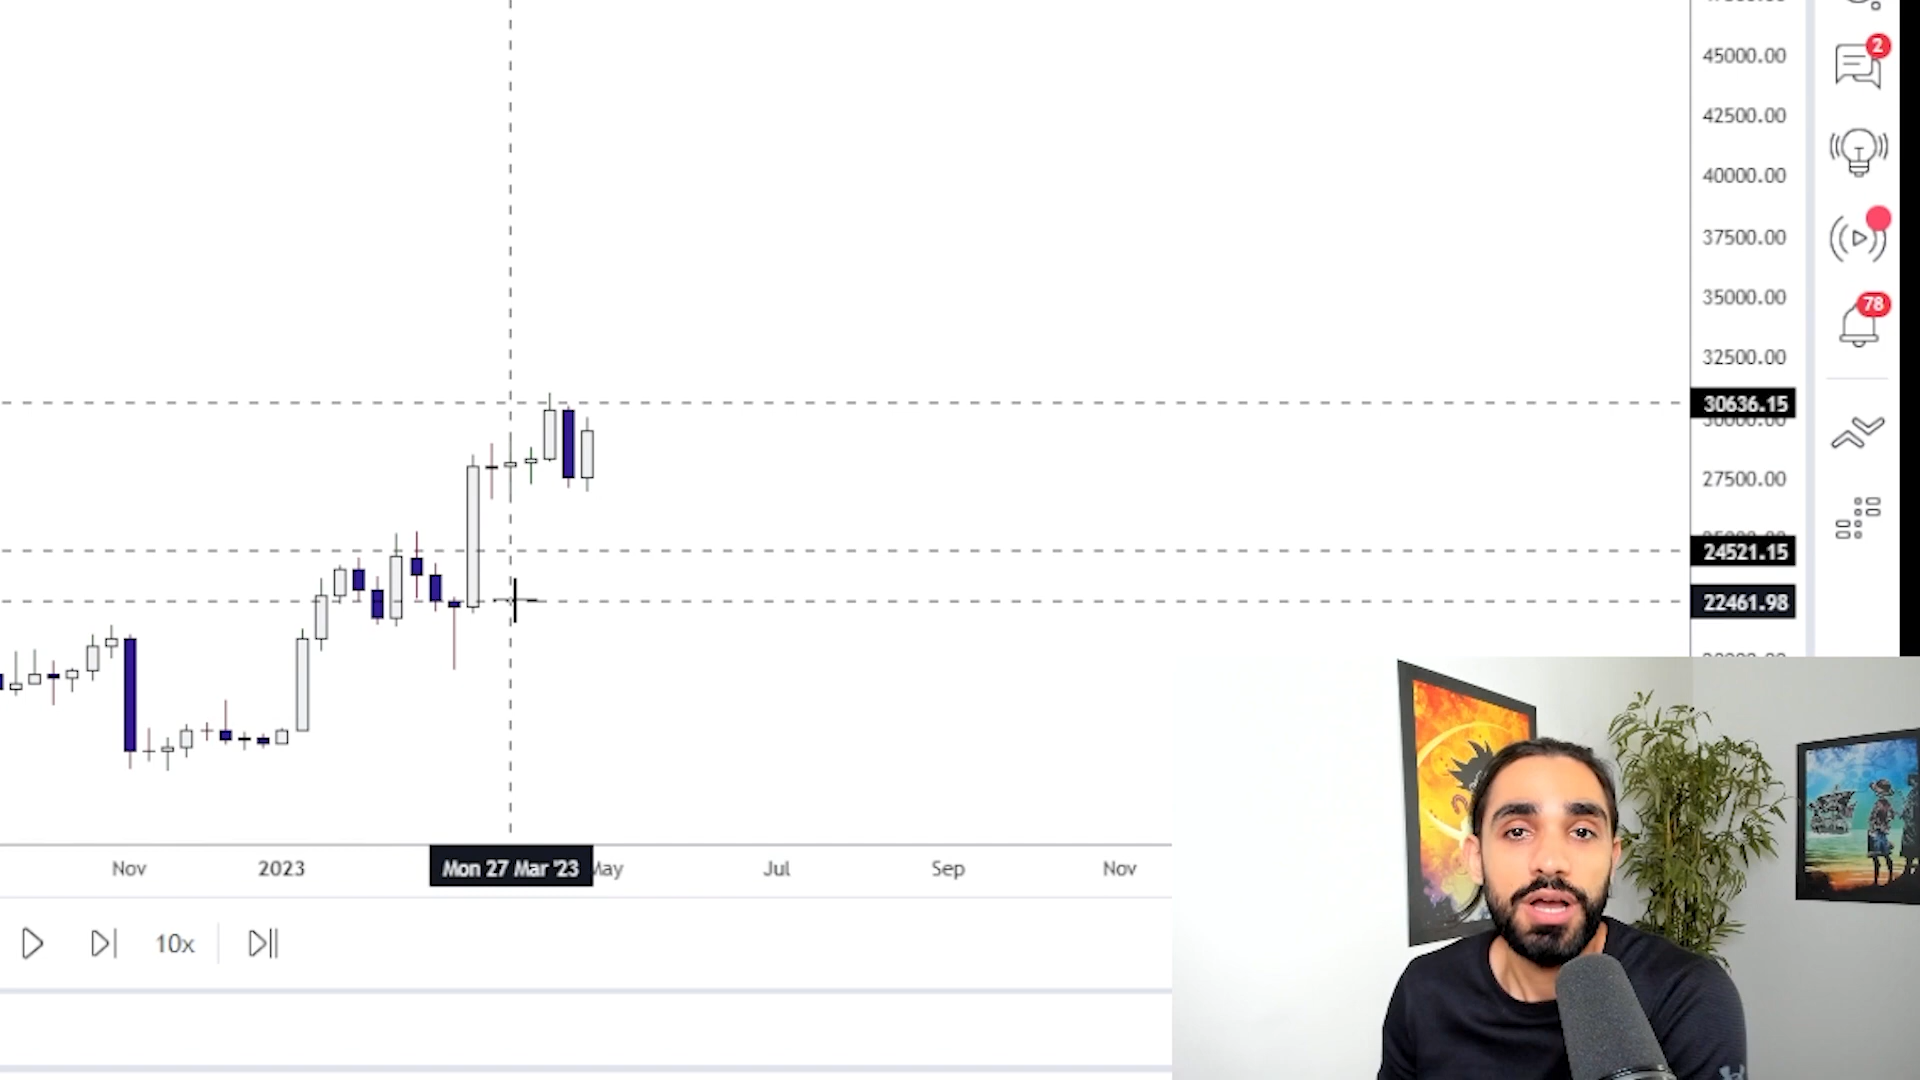 45000.00
2
42500.00
40000.00
37500.00
35000.00
78
32500.00
30636.15
27500.00
24521.15
22461.98
Nov
2023
Mon 27 Mar '23
May
Jul
Sep
Nov
10x